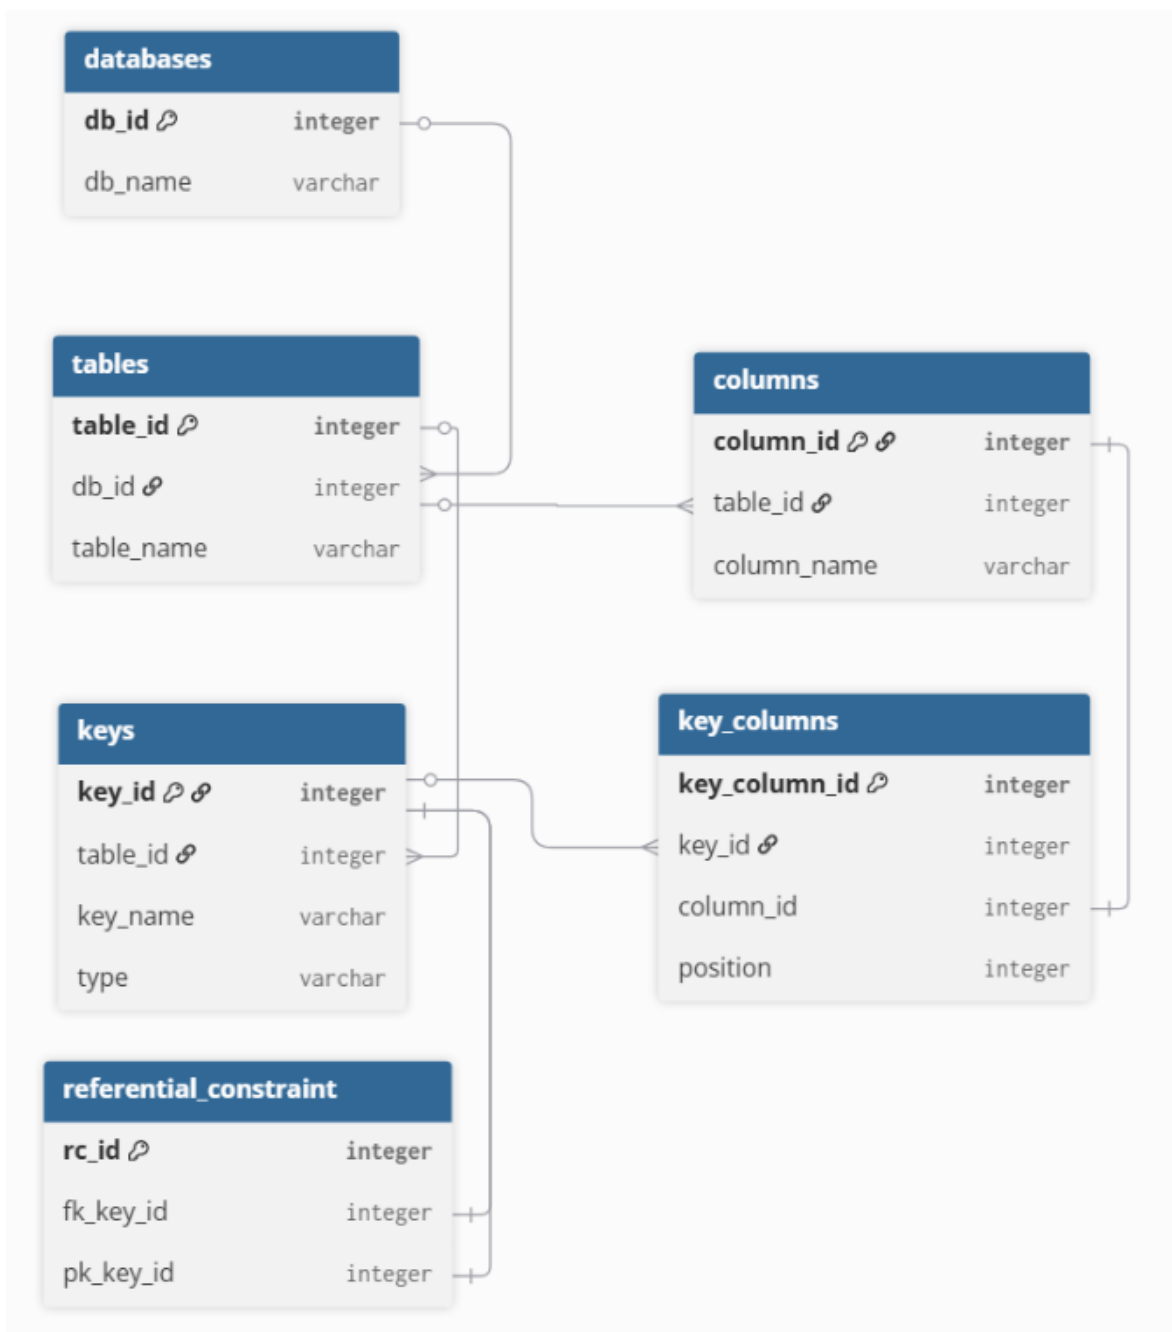 databases
db_id integer
db_name varchar
tables
table_id integer
db_id integer
table_name varchar
columns
column_id integer
table_id integer
column_name varchar
keys
key_id integer
table_id integer
key_name varchar
type varchar
key_columns
key_column_id integer
key_id integer
column_id integer
position integer
referential_constraint
rc_id integer
fk_key_id integer
pk_key_id integer